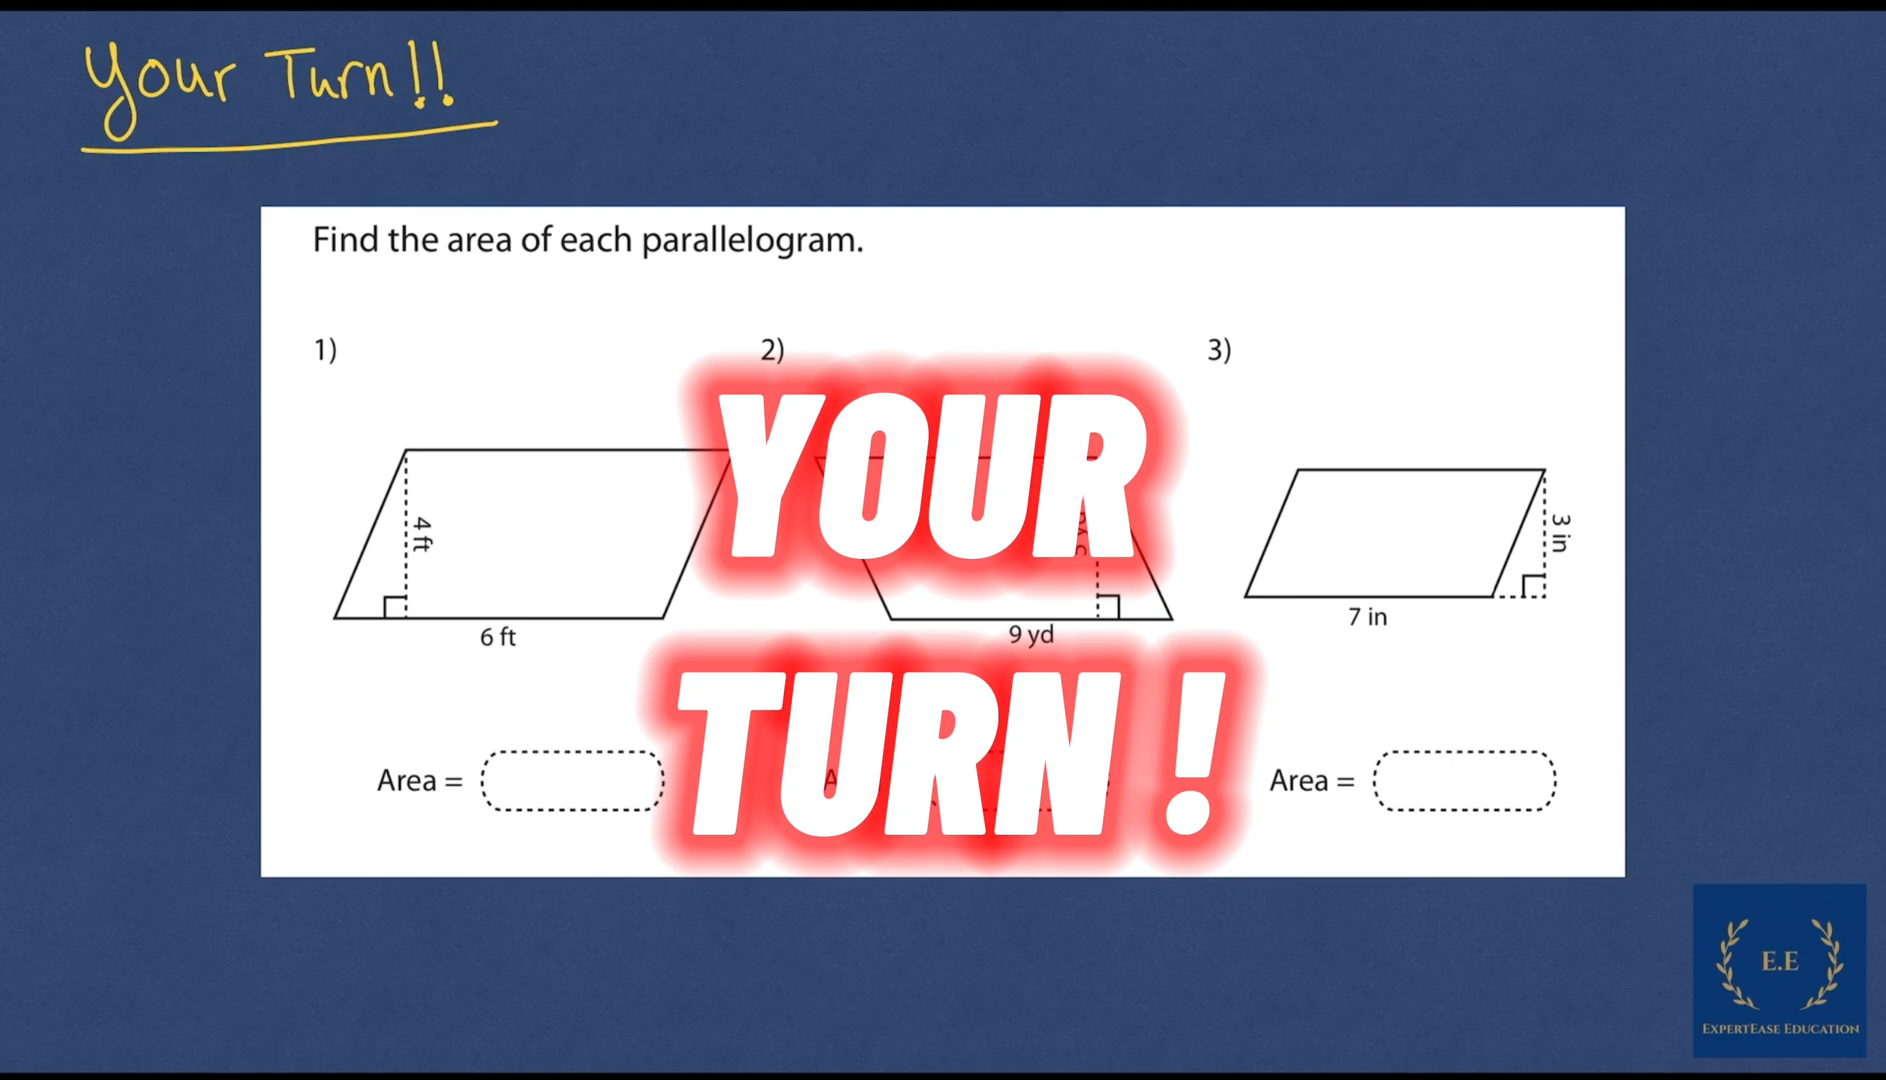 Your Turn!!
Find the area of each parallelogram.
1)
2)
3)
YOUR
4 ft
3 in
6 ft
9 yd
7 in
TURN !
Area =
Area =
E.E
EXPERTEASE EDUCATION